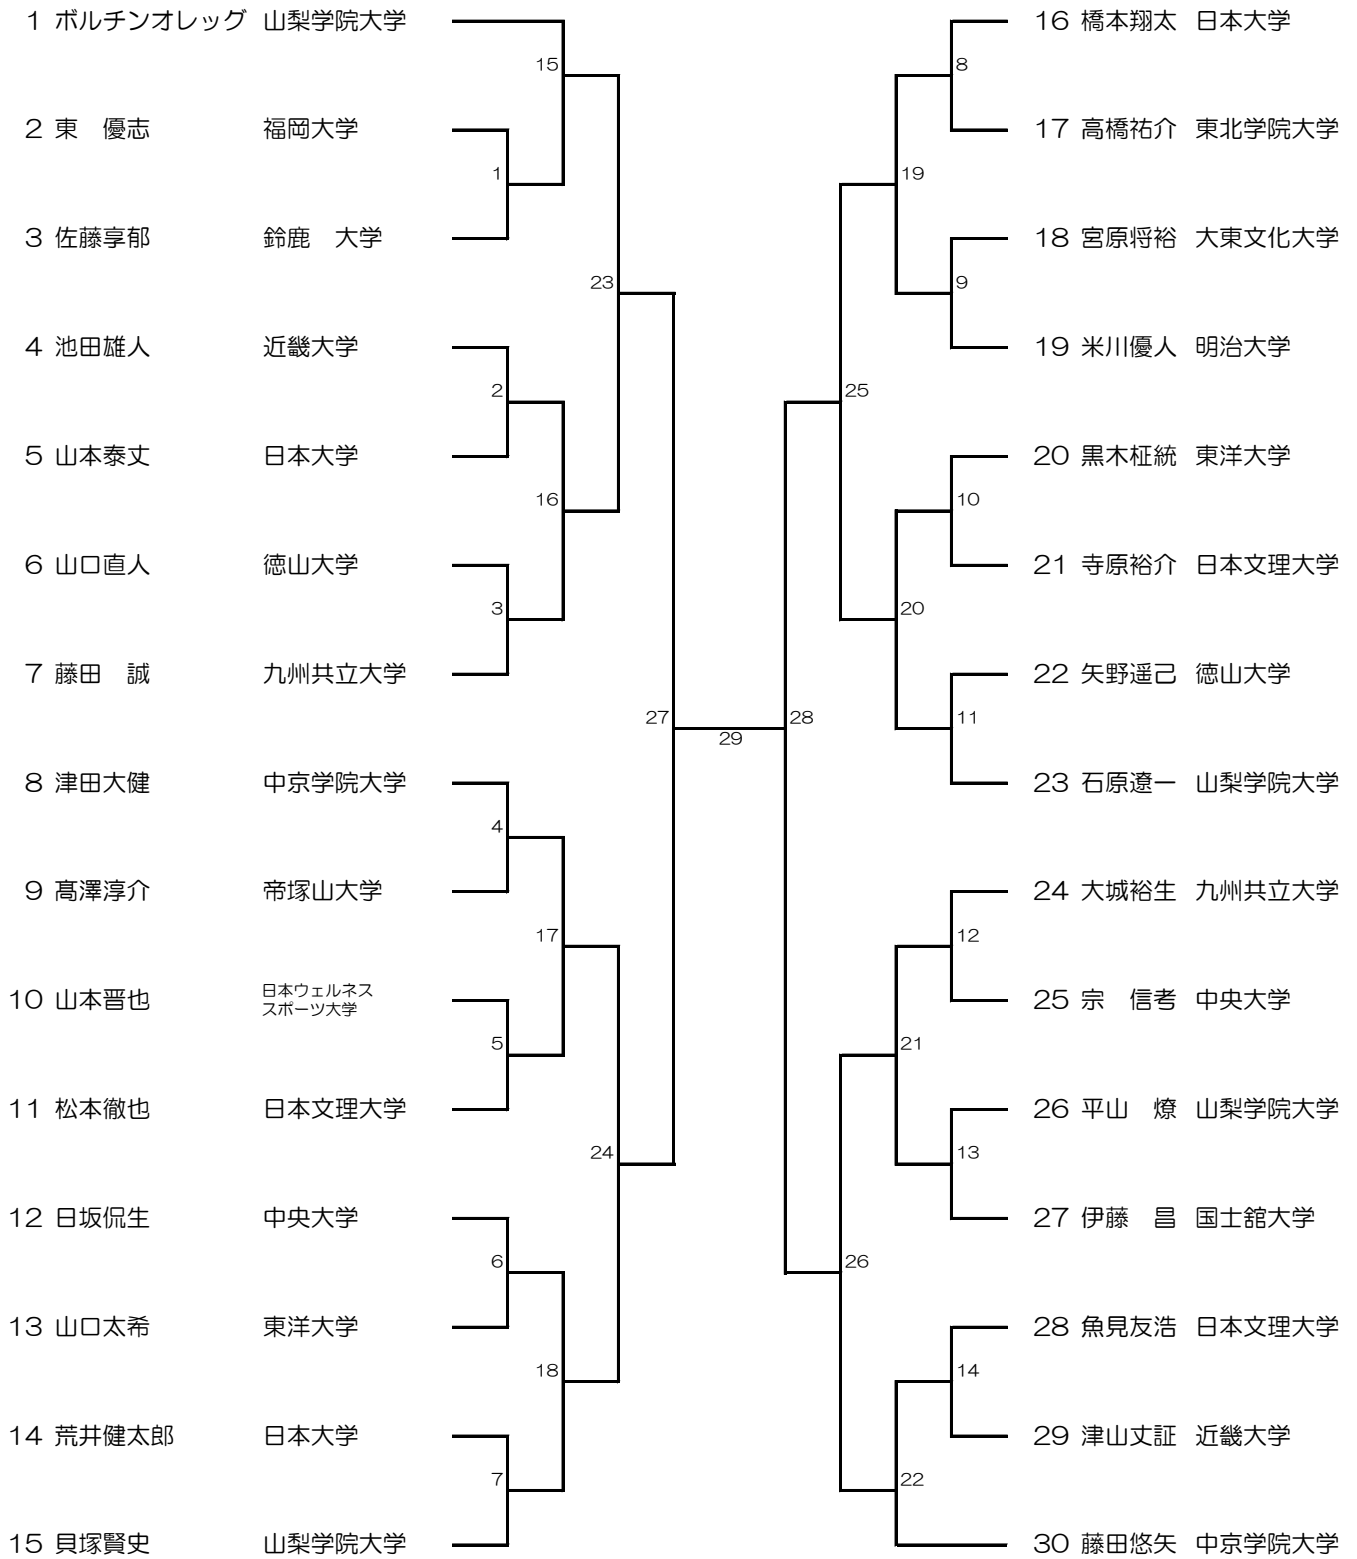 1 ボルチンオレッグ 山梨学院大学
2 東　優志 福岡大学
3 佐藤享郁 鈴鹿　大学
4 池田雄人 近畿大学
5 山本泰丈 日本大学
6 山口直人 徳山大学
7 藤田　誠 九州共立大学
8 津田大健 中京学院大学
9 髙澤淳介 帝塚山大学
10 山本晋也 日本ウェルネス
スポーツ大学
11 松本徹也 日本文理大学
12 日坂侃生 中央大学
13 山口太希 東洋大学
14 荒井健太郎 日本大学
15 貝塚賢史 山梨学院大学
15
1
23
2
16
3
27
4
17
5
24
6
18
7
29
28
8
19
9
25
10
20
11
12
21
13
26
14
22
16 橋本翔太 日本大学
17 高橋祐介 東北学院大学
18 宮原将裕 大東文化大学
19 米川優人 明治大学
20 黒木柾統 東洋大学
21 寺原裕介 日本文理大学
22 矢野遥己 徳山大学
23 石原遼一 山梨学院大学
24 大城裕生 九州共立大学
25 宗　信考 中央大学
26 平山　燎 山梨学院大学
27 伊藤　昌 国士舘大学
28 魚見友浩 日本文理大学
29 津山丈証 近畿大学
30 藤田悠矢 中京学院大学